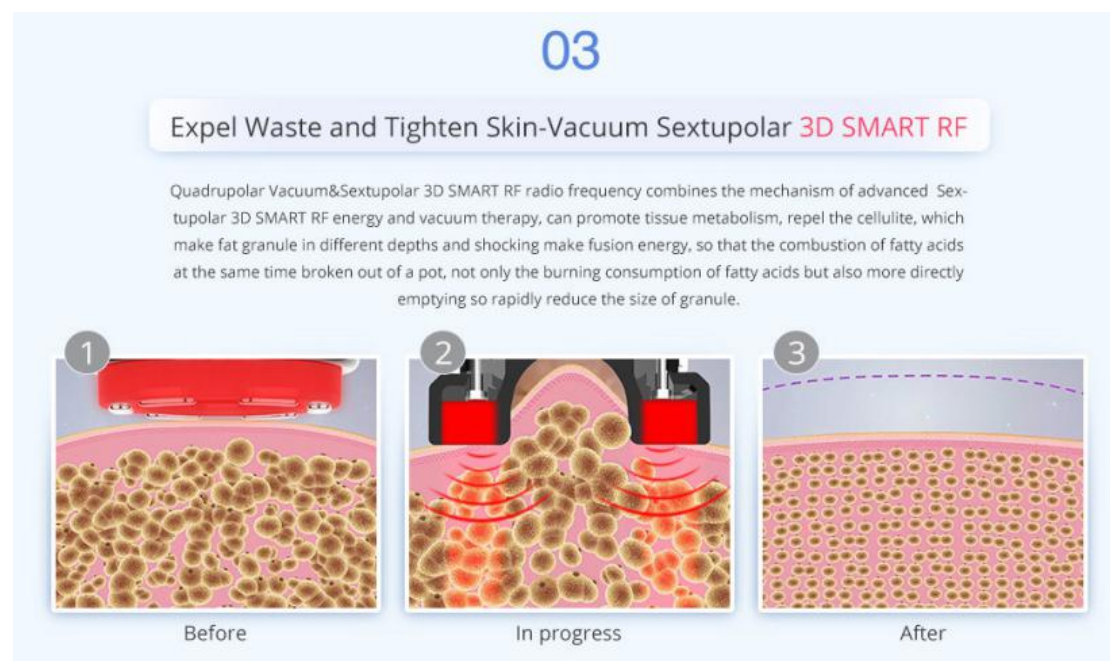 03
Expel Waste and Tighten Skin-Vacuum Sextupolar 3D SMART RF
Quadrupolar Vacuum&Sextupolar 3D SMART RF radio frequency combines the mechanism of advanced Sex-
tupolar 3D SMART RF energy and vacuum therapy, can promote tissue metabolism, repel the cellulite, which
make fat granule in different depths and shocking make fusion energy, so that the combustion of fatty acids
at the same time broken out of a pot, not only the burning consumption of fatty acids but also more directly
emptying so rapidly reduce the size of granule.
1
2
3
Before
In progress
After